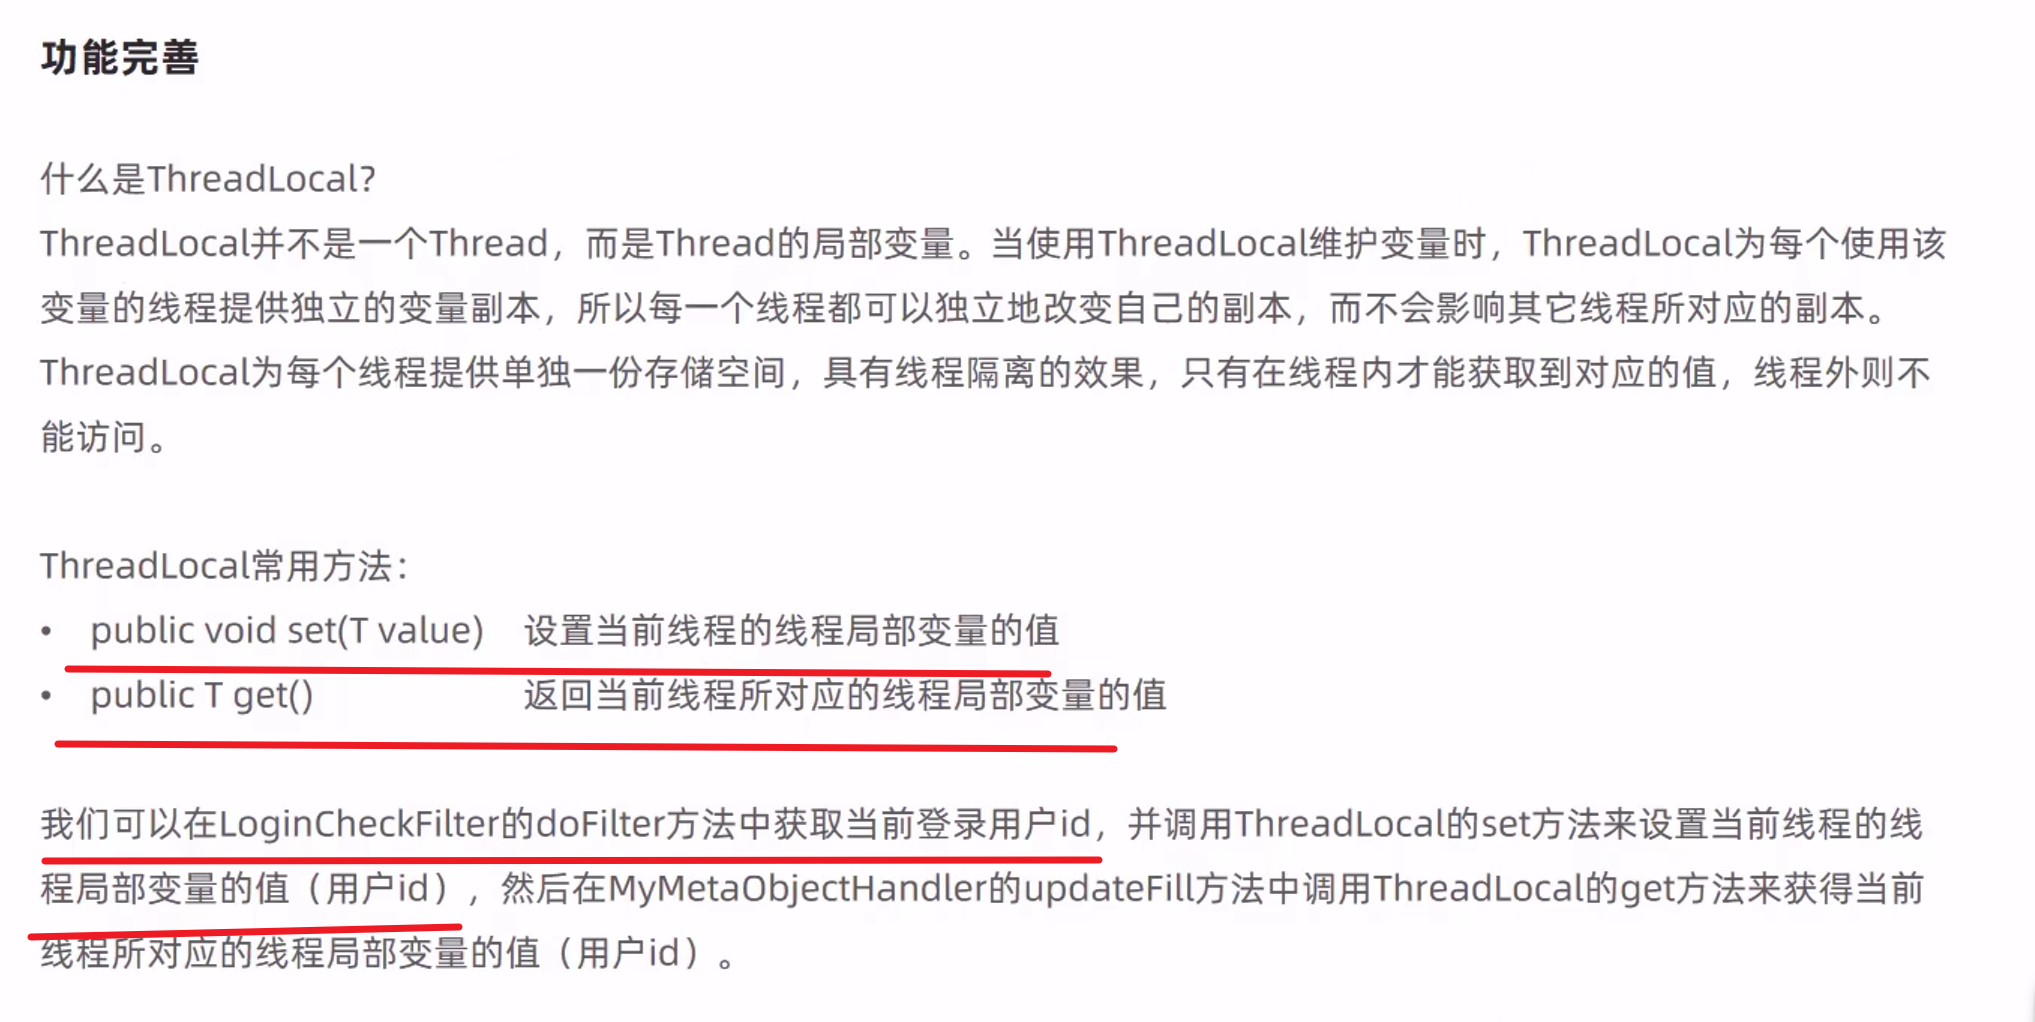 功能完善
什么是ThreadLocal?
ThreadLocal并不是一个Thread，而是Thread的局部变量。当使用ThreadLocal维护变量时，ThreadLocal为每个使用该
变量的线程提供独立的变量副本，所以每一个线程都可以独立地改变自己的副本，而不会影响其它线程所对应的副本。
ThreadLocal为每个线程提供单独一份存储空间，具有线程隔离的效果，只有在线程内才能获取到对应的值，线程外则不
能访问。
ThreadLocal常用方法：
• public void set(T value) 设置当前线程的线程局部变量的值
• public T get() 返回当前线程所对应的线程局部变量的值
我们可以在LoginCheckFilter的doFilter方法中获取当前登录用户id，并调用ThreadLocal的set方法来设置当前线程的线
程局部变量的值（用户id），然后在MyMetaObjectHandler的updateFill方法中调用ThreadLocal的get方法来获得当前
线程所对应的线程局部变量的值（用户id）。